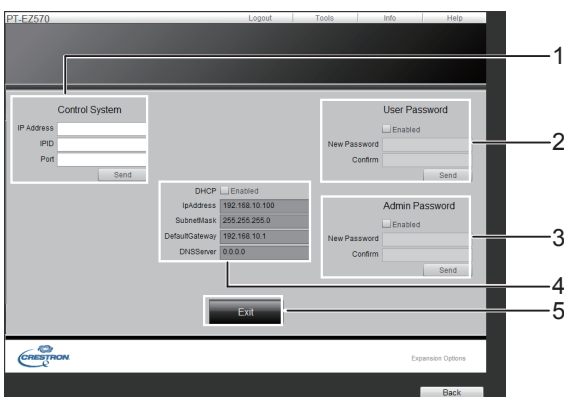 PT-EZ570 Logout Tools Info Help
1
Control System
IP Address
IPID
Port
Send
User Password
Enabled
New Password
Confirm
Send
2
DHCP Enabled
IpAddress 192.168.10.100
SubnetMask 255.255.255.0
DefaultGateway 192.168.10.1
DNSServer 0.0.0.0
Admin Password
Enabled
New Password
Confirm
Send
3
4
Exit
5
CRESTRON
Expansion Options
Back